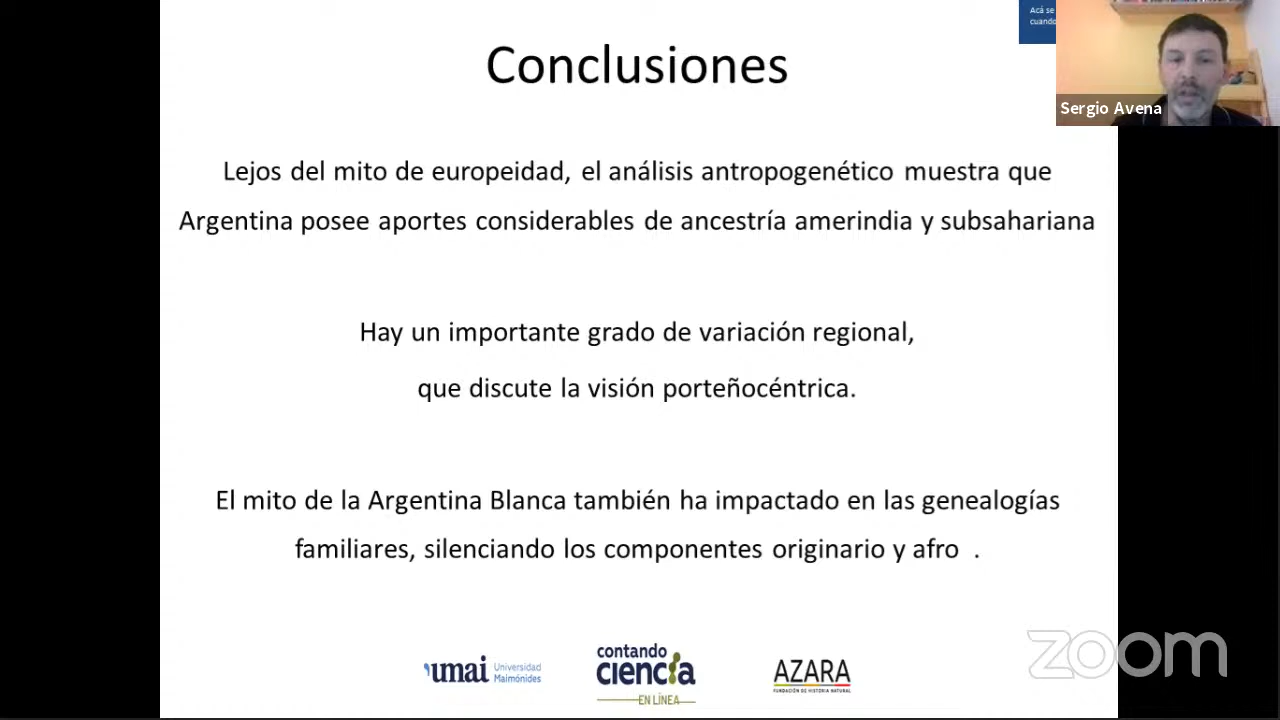 Conclusiones
Acá se
cuando
Sergio Avena
Lejos del mito de europeidad, el análisis antropogenético muestra que
Argentina posee aportes considerables de ancestría amerindia y subsahariana
Hay un importante grado de variación regional,
que discute la visión porteñocéntrica.
El mito de la Argentina Blanca también ha impactado en las genealogías
familiares, silenciando los componentes originario y afro .
umai Universidad
Maimónides
contando
ciencia
EN LÍNEA
AZARA
FUNDACIÓN DE HISTORIA NATURAL
zoom